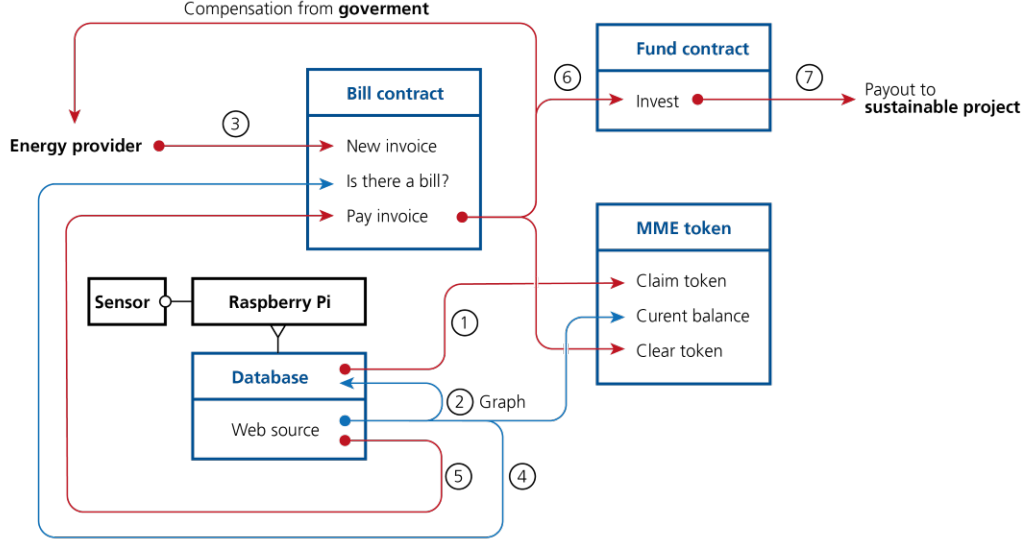 Compensation from goverment
Fund contract
6
7
Invest
Payout to
sustainable project
Bill contract
3
Energy provider
New invoice
Is there a bill?
Pay invoice
MME token
Claim token
Curent balance
Clear token
Sensor
Raspberry Pi
1
Database
2 Graph
Web source
5
4